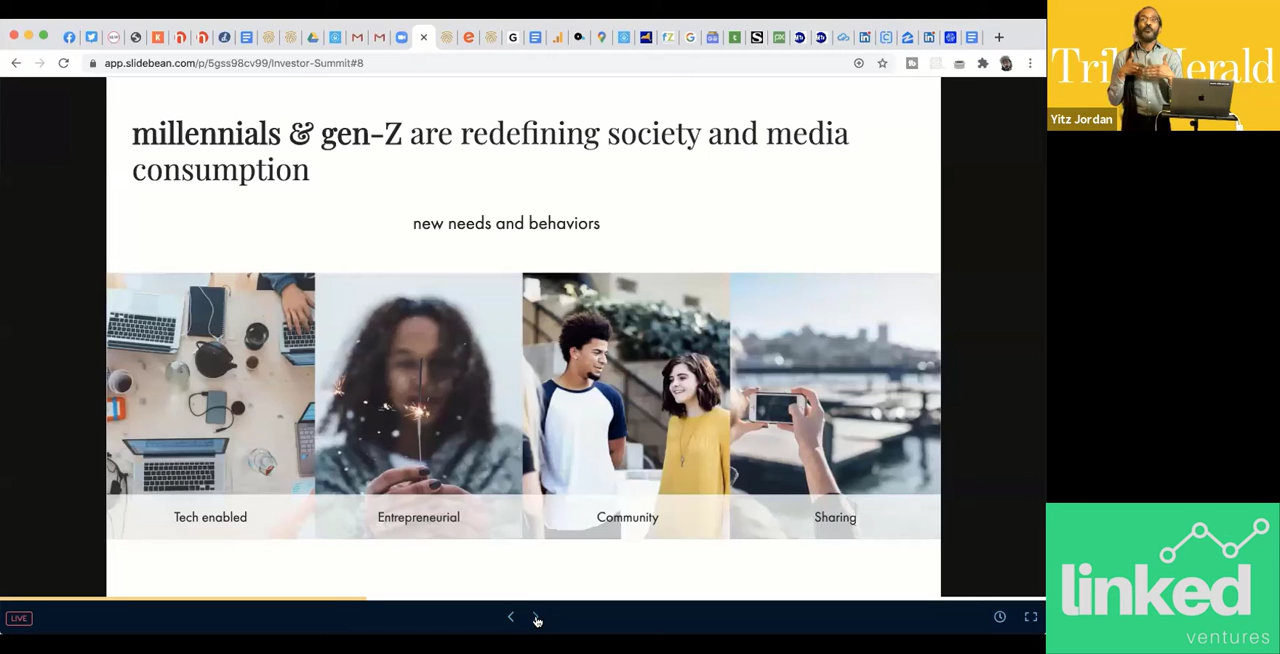 app.slidebean.com/p/5gss98cv99/Investor-Summit#8
millennials & gen-Z are redefining society and media
consumption
new needs and behaviors
Tech enabled
Entrepreneurial
Community
Sharing
LIVE
Herald
Yitz Jordan
linked
ventures